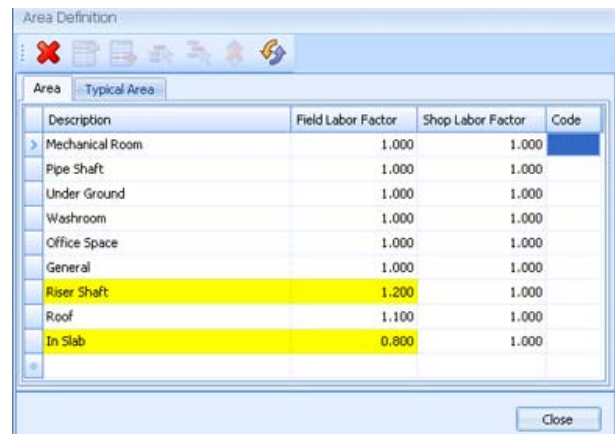 Area Definition
Area Typical Area
Description Field Labor Factor Shop Labor Factor Code
Mechanical Room 1.000 1.000
Pipe Shaft 1.000 1.000
Under Ground 1.000 1.000
Washroom 1.000 1.000
Office Space 1.000 1.000
General 1.000 1.000
Riser Shaft 1.200 1.000
Roof 1.100 1.000
In Slab 0.800 1.000
Close